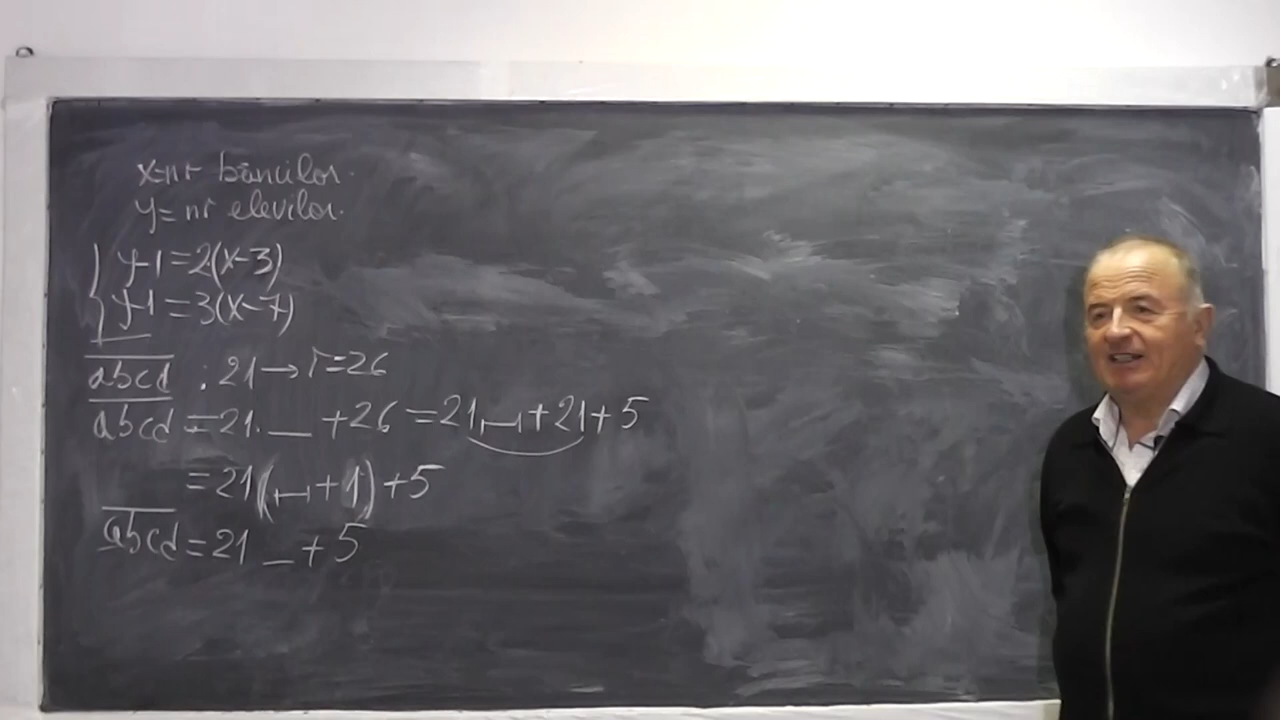 x=nr băncilor.
y=nr elevilor.
y-1=2(x-3)
y-1=3(x-7)
abcd : 21→r=26
abcd =21. __ +26 =21.__+21+5
=21(__+1)+5
abcd=21 __ +5